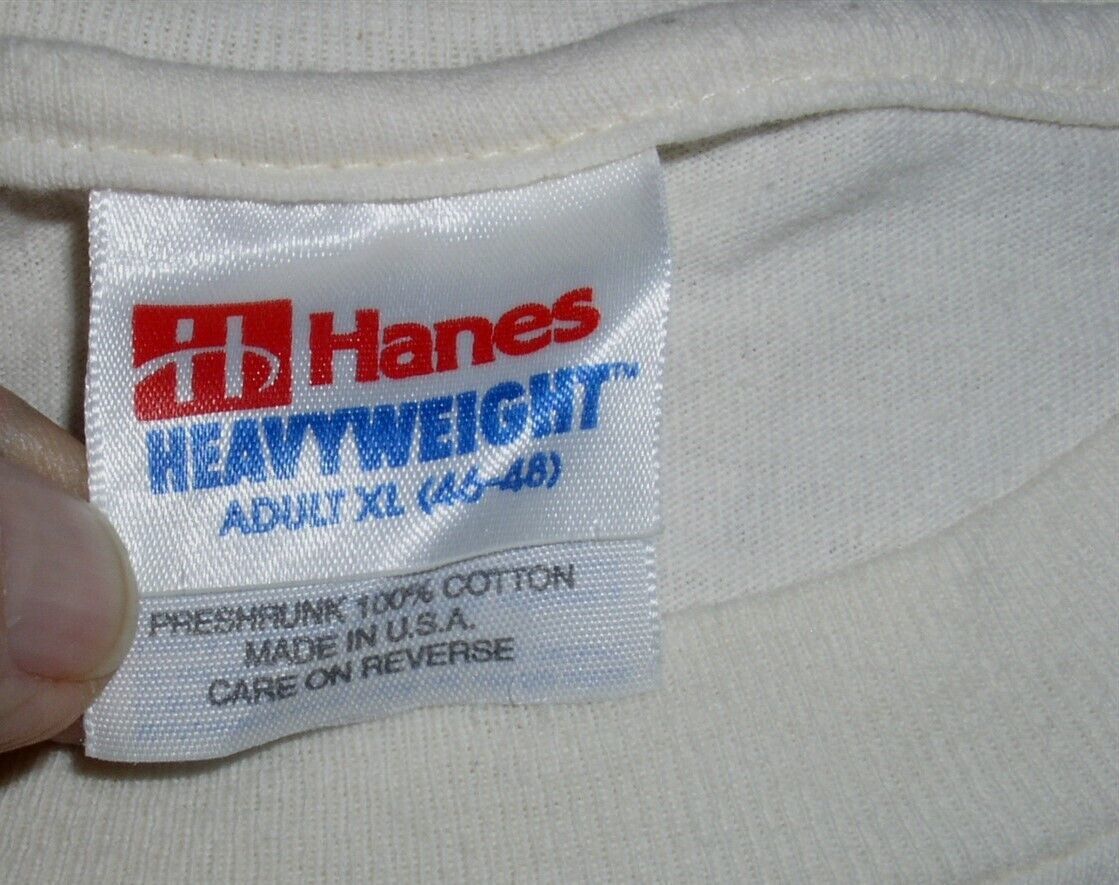 Hanes
HEAVYWEIGHT™
ADULT XL (46-48)
PRESHRUNK 100% COTTON
MADE IN U.S.A.
CARE ON REVERSE